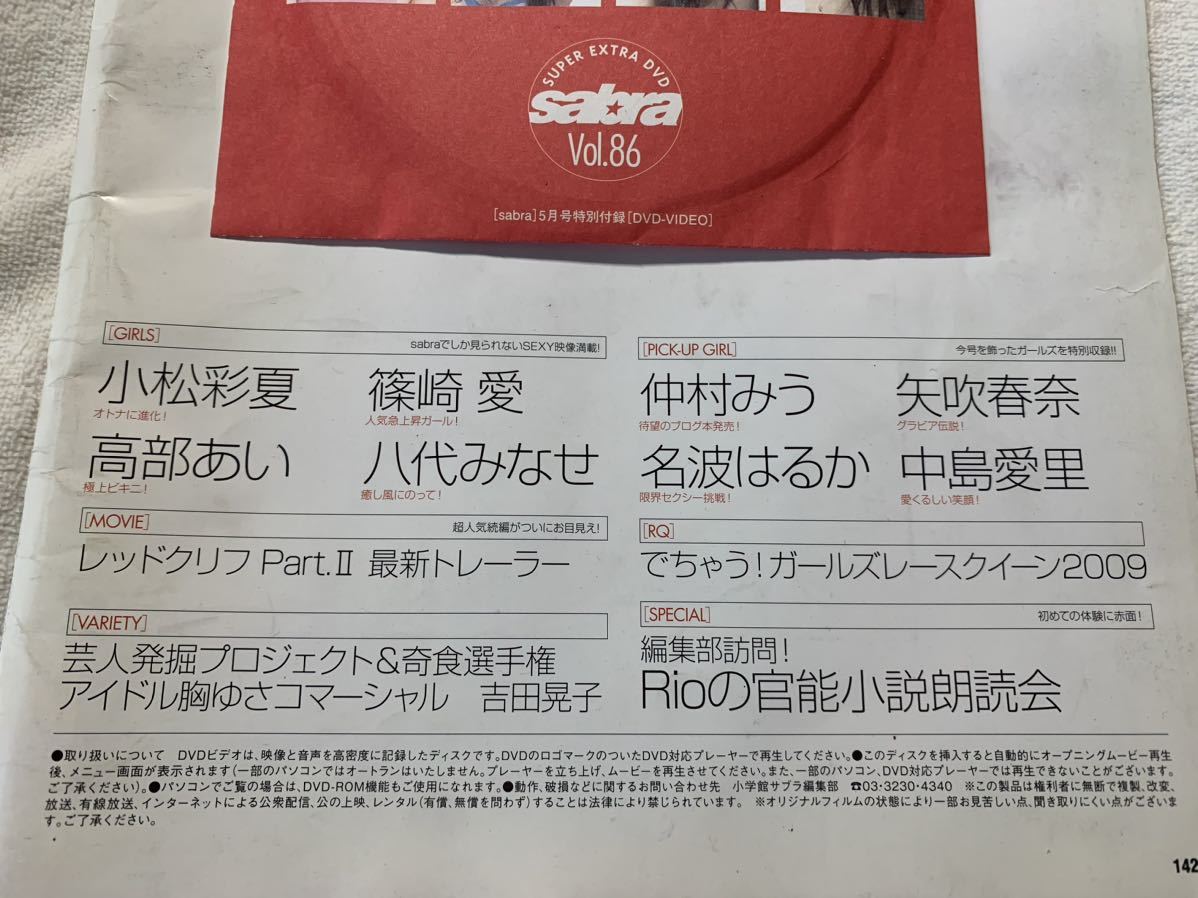 SUPER EXTRA DVD
sabra
Vol.86
[sabra]5月号特別付録[DVD-VIDEO]
[GIRLS] sabraでしか見られないSEXY映像満載!
小松彩夏 篠崎 愛
オトナに進化! 人気急上昇ガール!
高部あい 八代みなせ
極上ビキニ! 癒し風にのって!
[MOVIE] 超人気続編がついにお目見え!
レッドクリフ Part.Ⅱ 最新トレーラー
[VARIETY]
芸人発掘プロジェクト&奇食選手権
アイドル胸ゆさコマーシャル 吉田晃子
[PICK-UP GIRL] 今号を飾ったガールズを特別収録!!
仲村みう 矢吹春奈
待望のブログ本発売! グラビア伝説!
名波はるか 中島愛里
限界セクシー挑戦! 愛くるしい笑顔!
[RQ]
でちゃう!ガールズレースクイーン2009
[SPECIAL] 初めての体験に赤面!
編集部訪問!
Rioの官能小説朗読会
●取り扱いについて DVDビデオは、映像と音声を高密度に記録したディスクです。DVDのロゴマークのついたDVD対応プレーヤーで再生してください。●このディスクを挿入すると自動的にオープニングムービー再生
後、メニュー画面が表示されます(一部のパソコンではオートランはいたしません。プレーヤーを立ち上げ、ムービーを再生させてください。また、一部のパソコン、DVD対応プレーヤーでは再生できないことがございます。
ご了承ください)。●パソコンでご覧の場合は、DVD-ROM機能もご使用になれます。●動作、破損などに関するお問い合わせ先 小学館サブラ編集部 ☎03・3230・4340 ※この製品は権利者に無断で複製、改変、
放送、有線放送、インターネットによる公衆配信、公の上映、レンタル(有償、無償を問わず)することは法律により禁じられています。 ※オリジナルフィルムの状態により一部お見苦しい点、聞き取りにくい点がございま
す。ご了承ください。
142